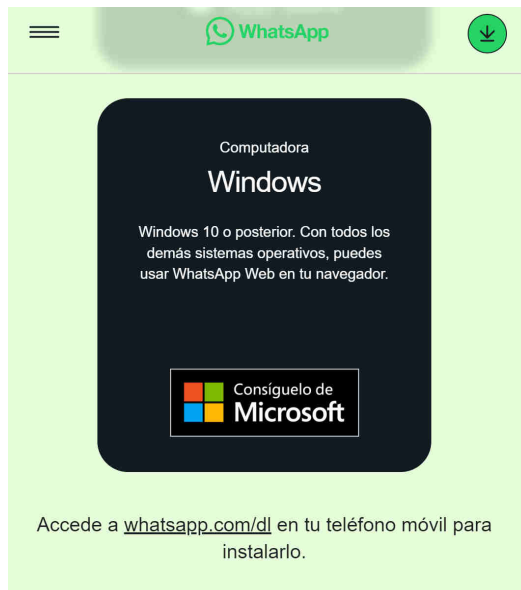 WhatsApp
Computadora
Windows
Windows 10 o posterior. Con todos los
demás sistemas operativos, puedes
usar WhatsApp Web en tu navegador.
Consíguelo de
Microsoft
Accede a whatsapp.com/dl en tu teléfono móvil para
instalarlo.